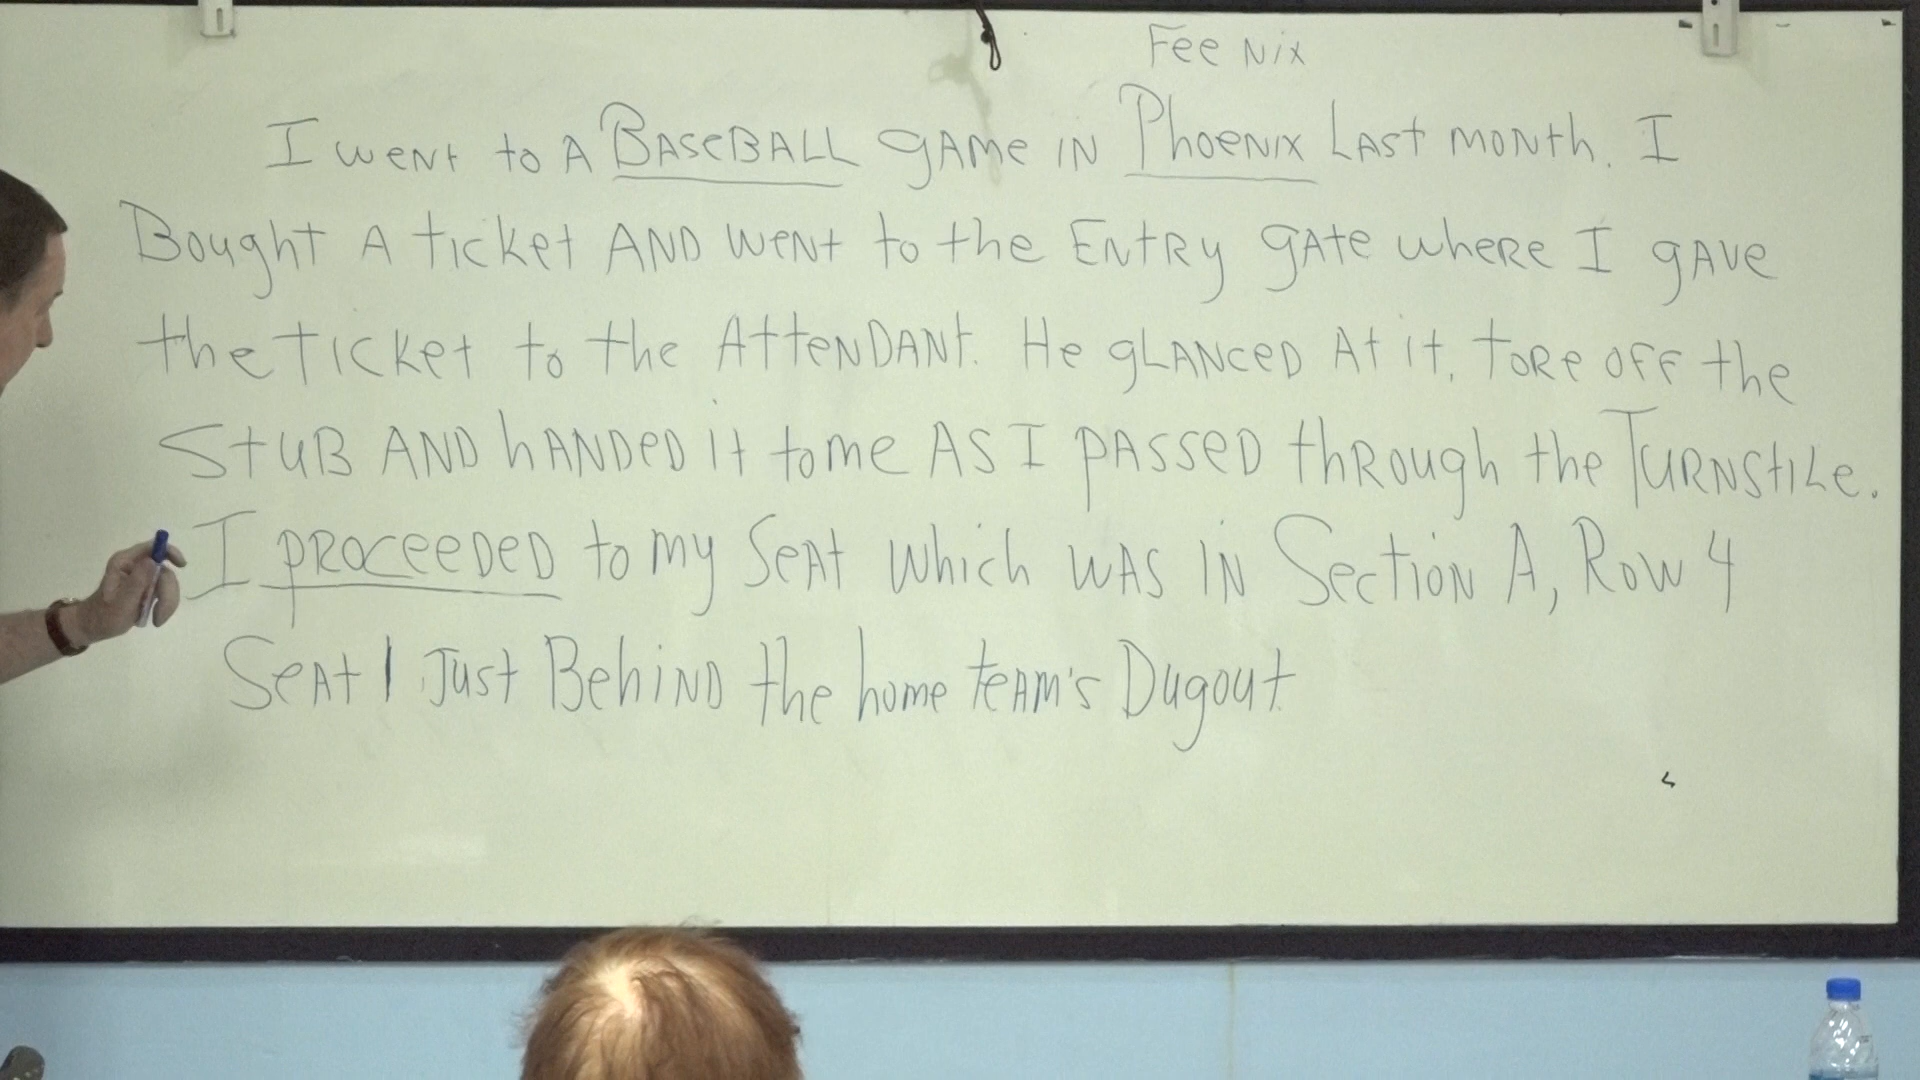 Fee Nix
I went to A BASeBALL gAMe IN PhoeNix LAst moNth. I
Bought A ticket AND weNt to the ENtRy gAte wheRe I gAve
the ticket to the AtteNDANt. He gLANceD At it, toRe oFF the
StuB AND hANDeD it to me AS I pASSeD thRough the TuRNStiLe.
I pRoceeDeD to my SeAt which wAS iN SectioN A, Row 4
SeAt 1 Just BehiND the home teAm's Dugout.